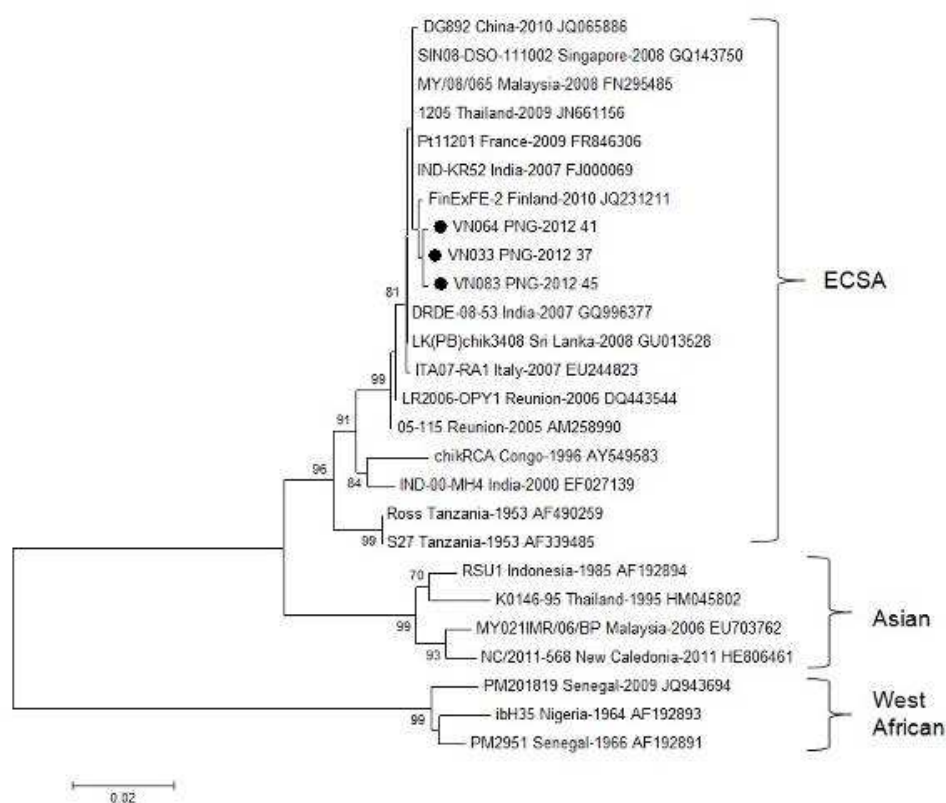 DG892 China-2010 JQ065886
SIN08-DSO-111002 Singapore-2008 GQ143750
MY/08/065 Malaysia-2008 FN295485
1205 Thailand-2009 JN661156
Pt11201 France-2009 FR846306
IND-KR52 India-2007 FJ000069
FinExFE-2 Finland-2010 JQ231211
VN064 PNG-2012 41
VN033 PNG-2012 37
VN083 PNG-2012 45
ECSA
81
DRDE-08-53 India-2007 GQ996377
LK(PB)chik3408 Sri Lanka-2008 GU013528
ITA07-RA1 Italy-2007 EU244823
99
LR2006-OPY1 Reunion-2006 DQ443544
05-115 Reunion-2005 AM258990
91
chikRCA Congo-1996 AY549583
96
84
IND-00-MH4 India-2000 EF027139
Ross Tanzania-1953 AF490259
99
S27 Tanzania-1953 AF339485
70
RSU1 Indonesia-1985 AF192894
K0146-95 Thailand-1995 HM045802
Asian
99
MY021IMR/06/BP Malaysia-2006 EU703762
93
NC/2011-568 New Caledonia-2011 HE806461
PM201819 Senegal-2009 JQ943694
West
African
99
ibH35 Nigeria-1964 AF192893
PM2951 Senegal-1966 AF192891
0.02